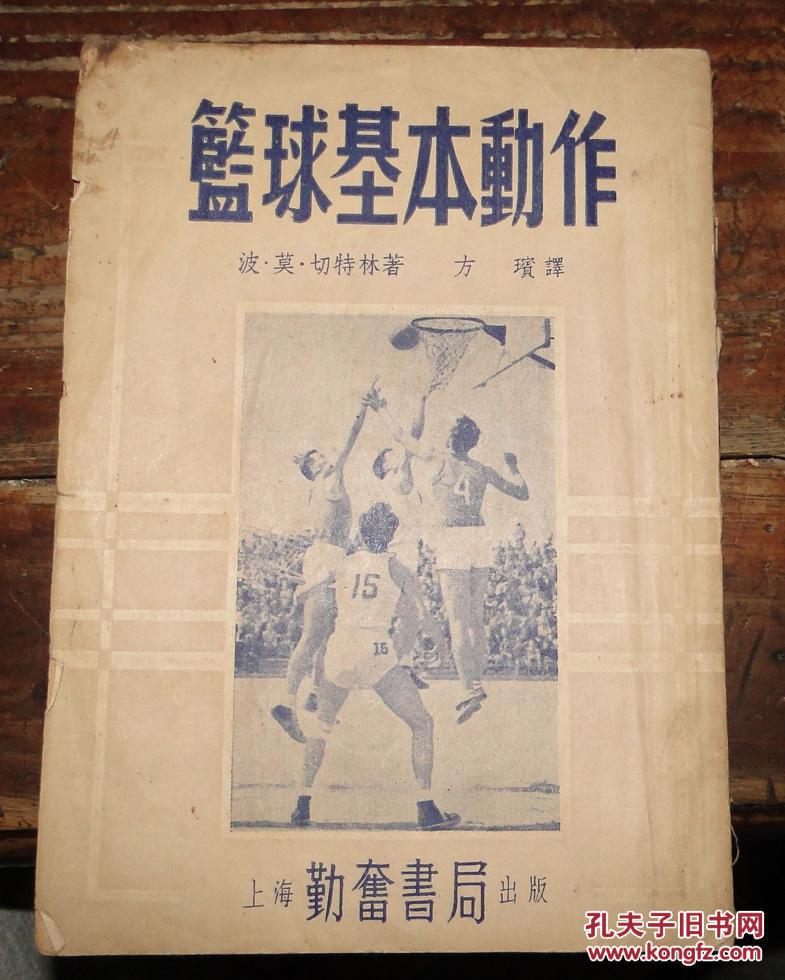 籃球基本動作
波·莫·切特林著 方璸譯
4
15
15
上海 勤奮書局 出版
孔夫子旧书网
www.kongfz.com